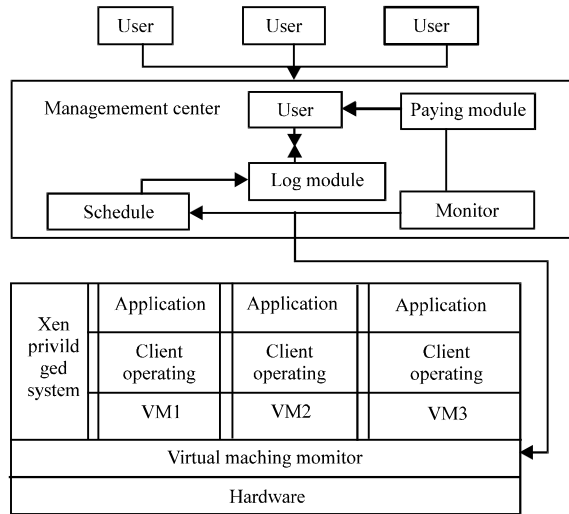 User
User
User
Managemement center
User
Paying module
Log module
Schedule
Monitor
Xen
privild
ged
system
Application
Application
Application
Client
operating
Client
operating
Client
operating
VM1
VM2
VM3
Virtual maching momitor
Hardware